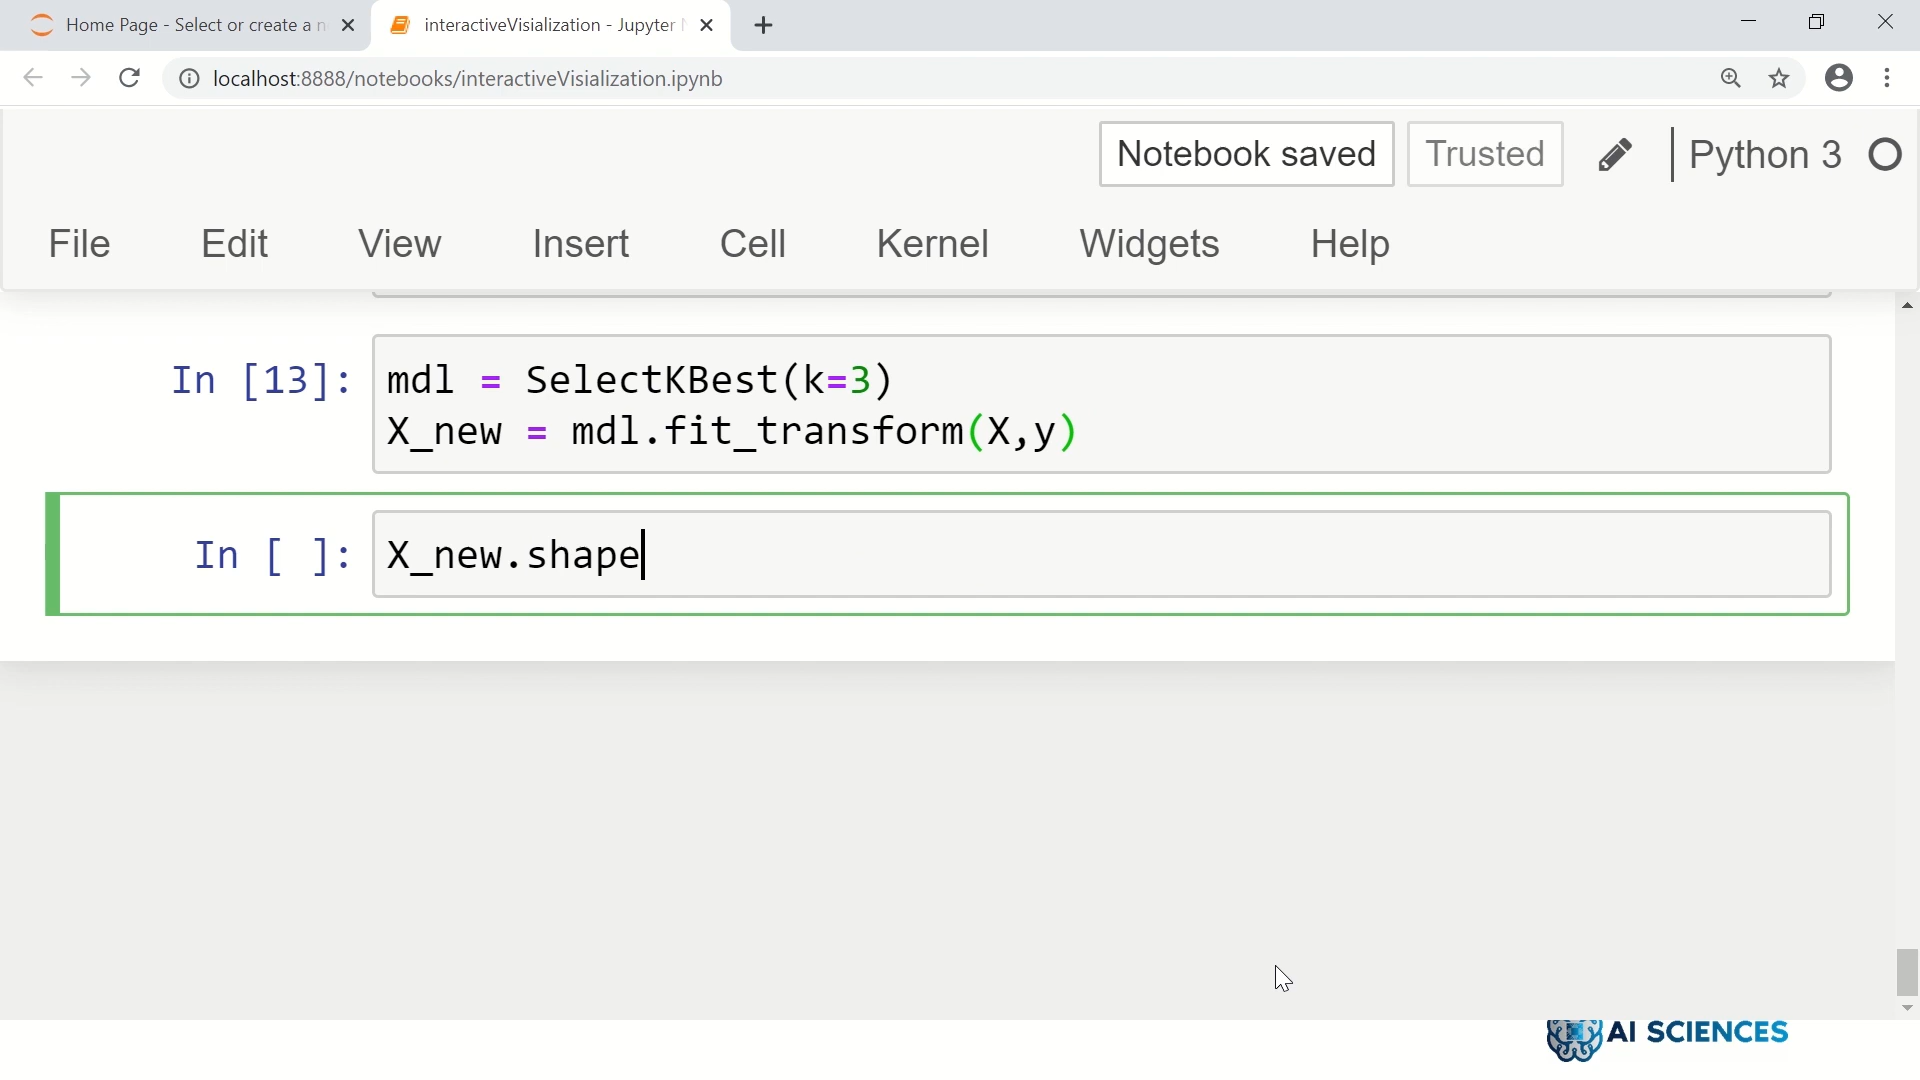 Home Page - Select or create a n
interactiveVisialization - Jupyter
localhost:8888/notebooks/interactiveVisialization.ipynb
Notebook saved Trusted Python 3
File Edit View Insert Cell Kernel Widgets Help
In [13]: mdl = SelectKBest(k=3)
X_new = mdl.fit_transform(X,y)
In [ ]: X_new.shape
AI SCIENCES